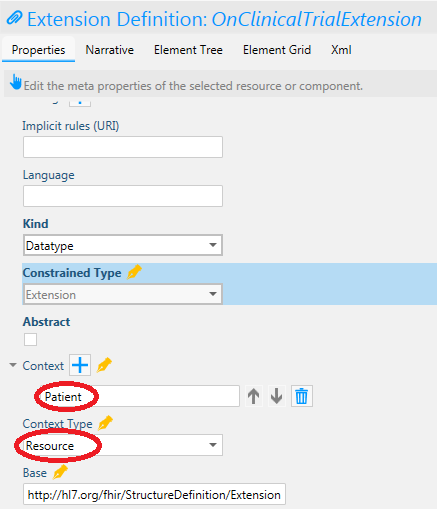 Extension Definition: OnClinicalTrialExtension
Properties Narrative Element Tree Element Grid Xml
Edit the meta properties of the selected resource or component.
Implicit rules (URI)
Language
Kind
Datatype
Constrained Type
Extension
Abstract
Context
Patient
Context Type
Resource
Base
http://hl7.org/fhir/StructureDefinition/Extension